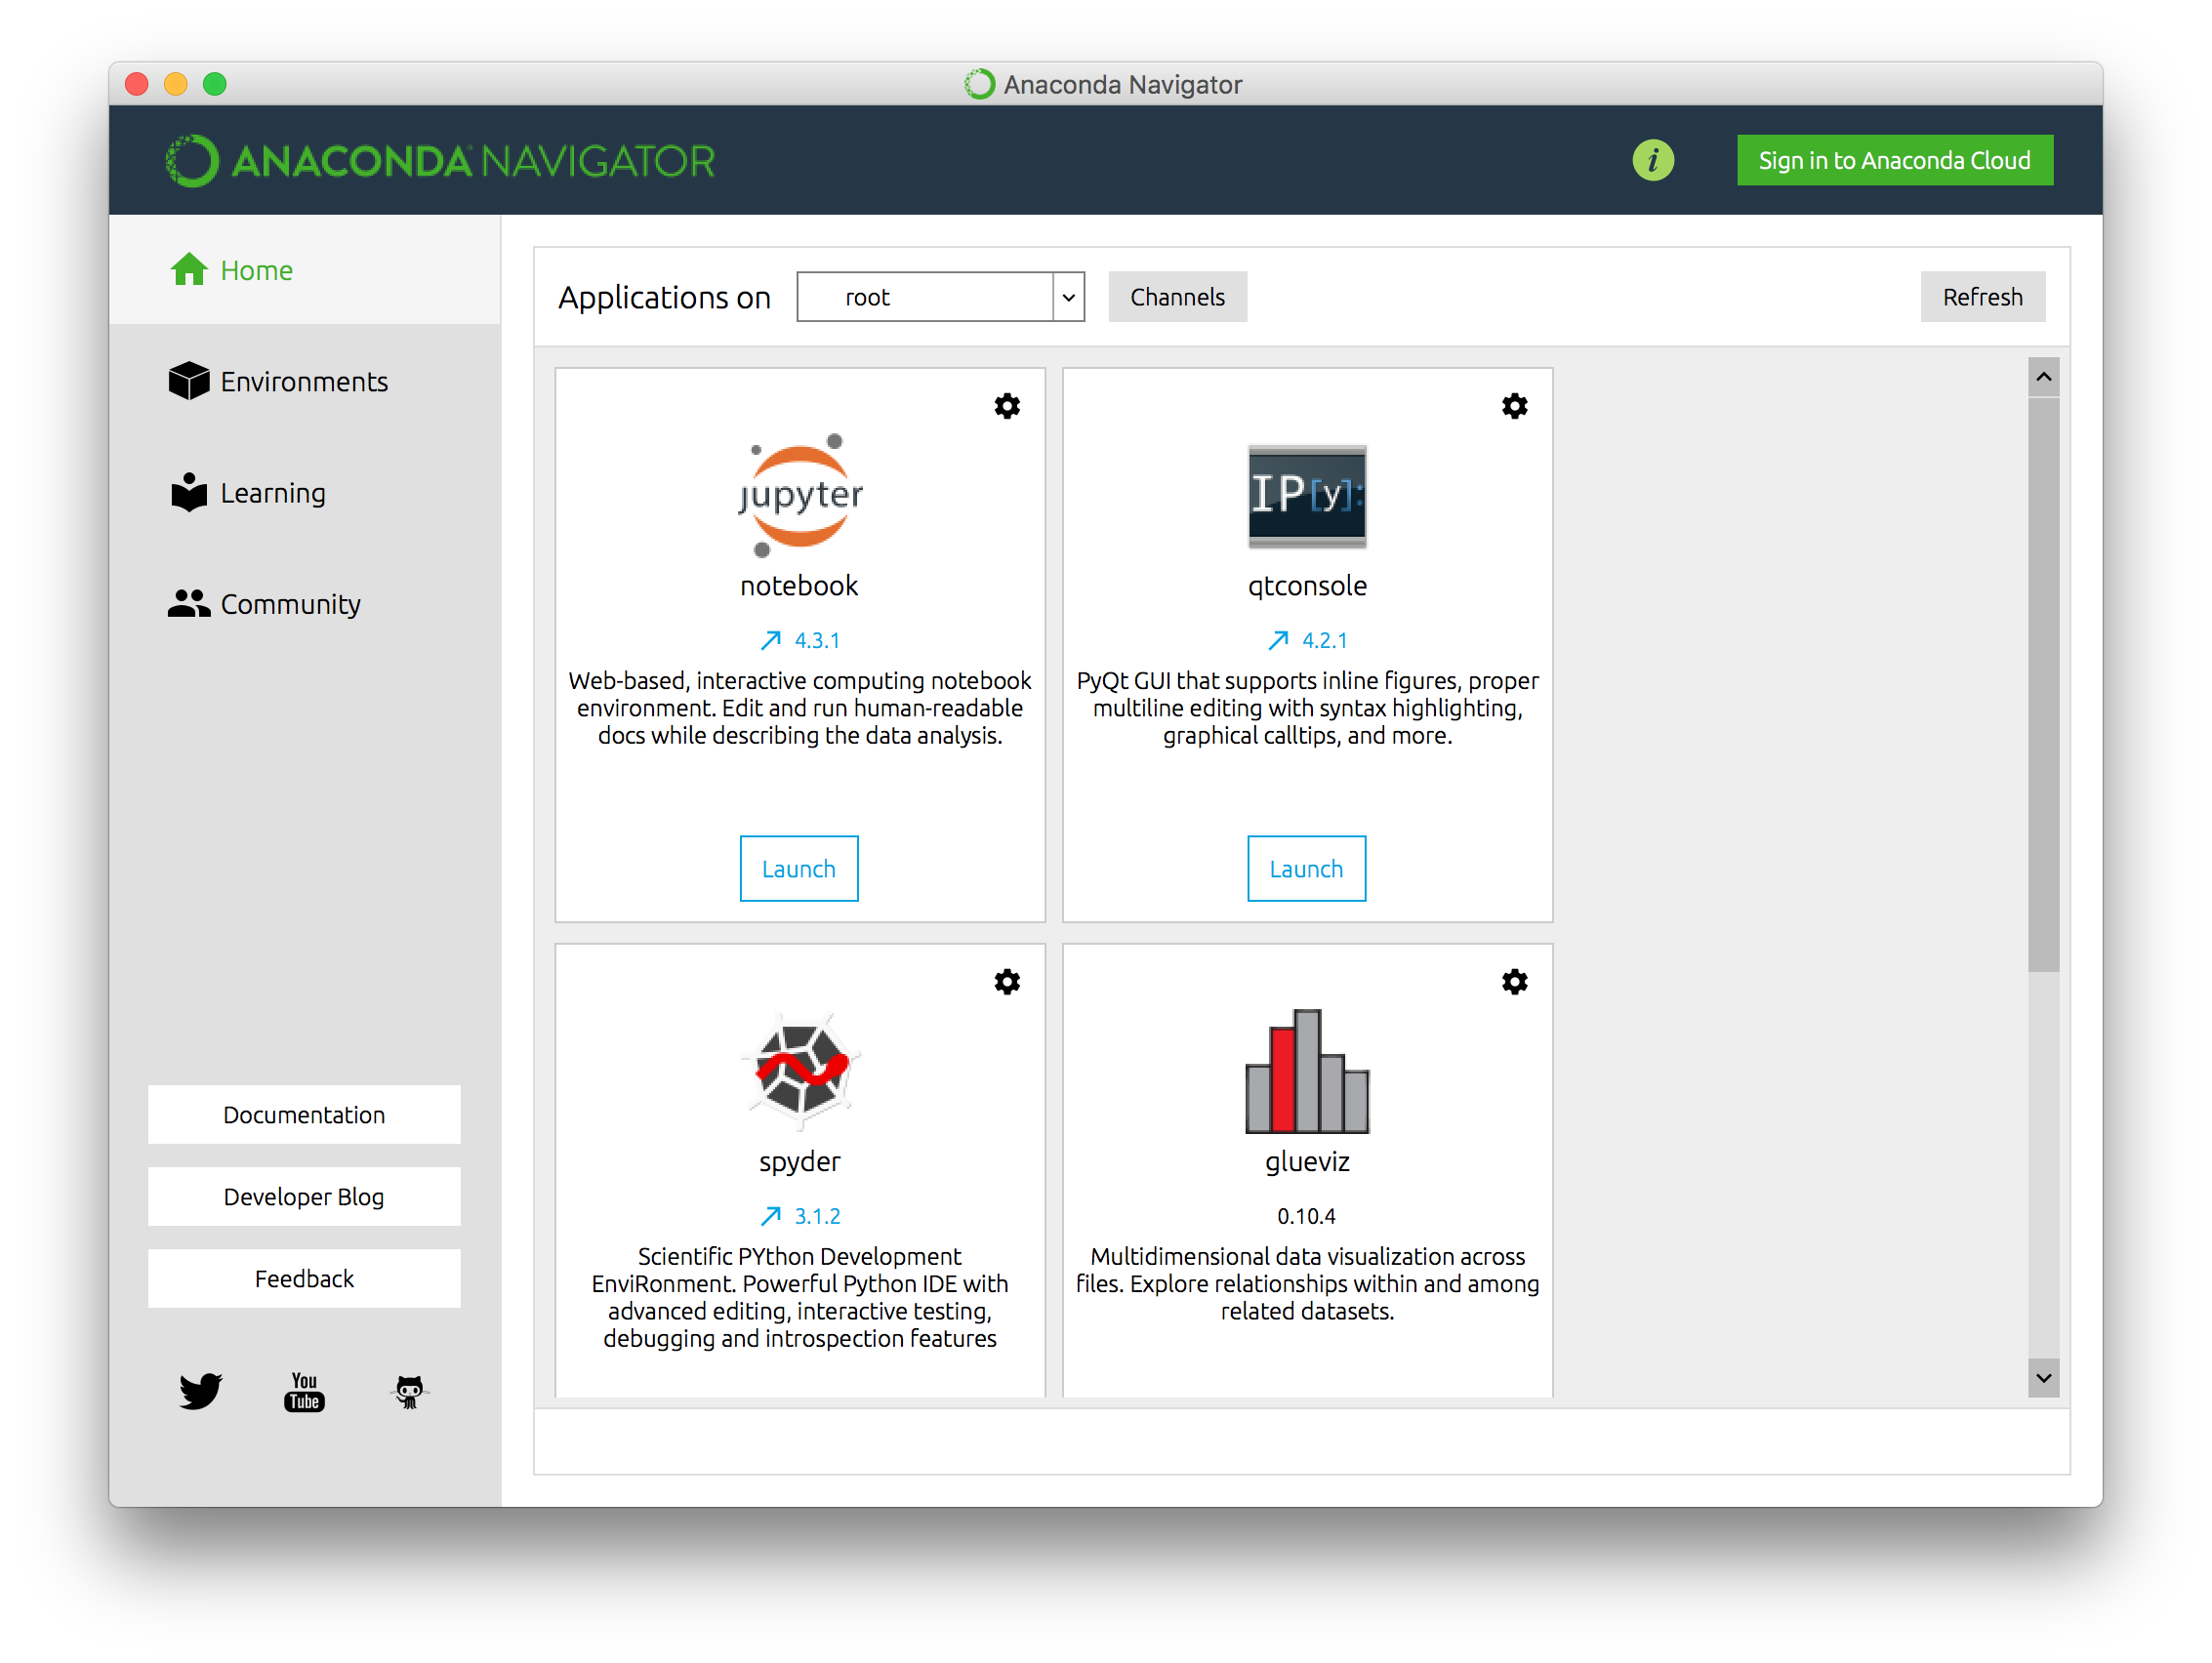 Anaconda Navigator
ANACONDA NAVIGATOR
i
Sign in to Anaconda Cloud
Home
Environments
Learning
Community
Documentation
Developer Blog
Feedback
You
Tube
Applications on
root
Channels
Refresh
jupyter
notebook
4.3.1
Web-based, interactive computing notebook
environment. Edit and run human-readable
docs while describing the data analysis.
Launch
IP[y]:
qtconsole
4.2.1
PyQt GUI that supports inline figures, proper
multiline editing with syntax highlighting,
graphical calltips, and more.
Launch
spyder
3.1.2
Scientific PYthon Development
EnviRonment. Powerful Python IDE with
advanced editing, interactive testing,
debugging and introspection features
glueviz
0.10.4
Multidimensional data visualization across
files. Explore relationships within and among
related datasets.